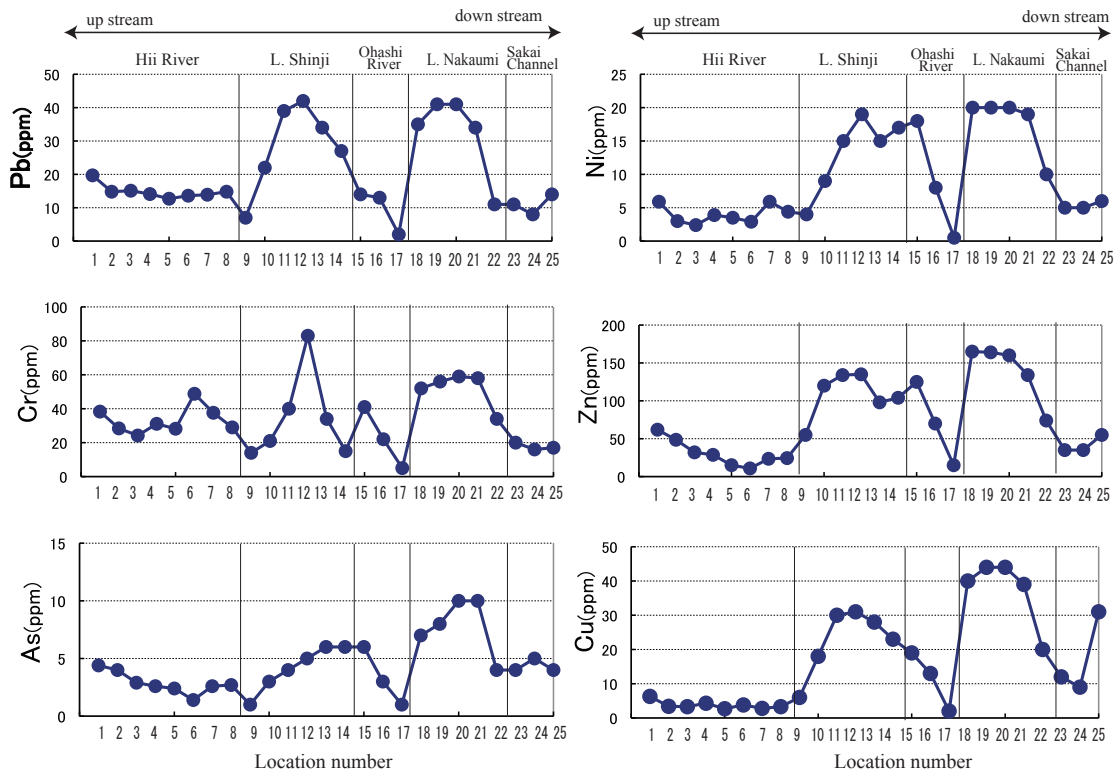 up stream down stream
Hii River L. Shinji Ohashi River L. Nakaumi Sakai Channel
Pb(ppm)
50
40
30
20
10
0
1 2 3 4 5 6 7 8 9 10 11 12 13 14 15 16 17 18 19 20 21 22 23 24 25
up stream down stream
Hii River L. Shinji Ohashi River L. Nakaumi Sakai Channel
Ni(ppm)
25
20
15
10
5
0
1 2 3 4 5 6 7 8 9 10 11 12 13 14 15 16 17 18 19 20 21 22 23 24 25
Cr(ppm)
100
80
60
40
20
0
1 2 3 4 5 6 7 8 9 10 11 12 13 14 15 16 17 18 19 20 21 22 23 24 25
Zn(ppm)
200
150
100
50
0
1 2 3 4 5 6 7 8 9 10 11 12 13 14 15 16 17 18 19 20 21 22 23 24 25
As(ppm)
15
10
5
0
1 2 3 4 5 6 7 8 9 10 11 12 13 14 15 16 17 18 19 20 21 22 23 24 25
Location number
Cu(ppm)
50
40
30
20
10
0
1 2 3 4 5 6 7 8 9 10 11 12 13 14 15 16 17 18 19 20 21 22 23 24 25
Location number